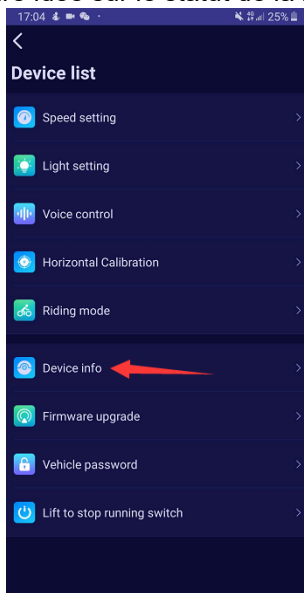 17:04
25%
Device list
Speed setting
Light setting
Voice control
Horizontal Calibration
Riding mode
Device info
Firmware upgrade
Vehicle password
Lift to stop running switch